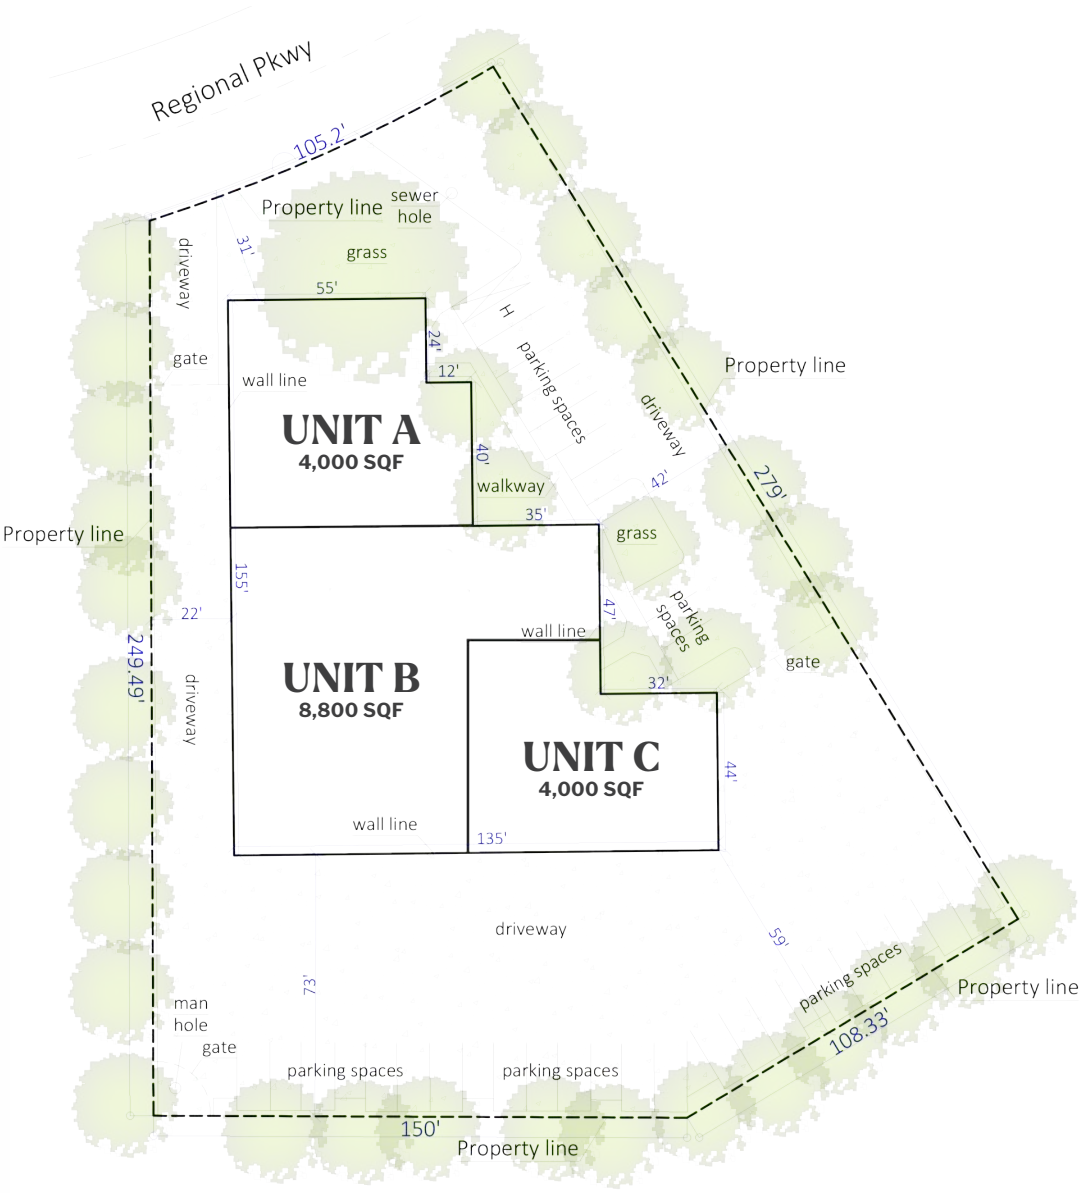 Regional Pkwy
105.2'
sewer
hole
Property line
driveway
31'
grass
55'
H
24'
parking spaces
gate
12'
wall line
Property line
driveway
UNIT A
4,000 SQF
40'
42'
279'
walkway
35'
Property line
grass
155'
22'
47'
parking
spaces
wall line
249.49'
gate
UNIT B
8,800 SQF
32'
driveway
UNIT C
4,000 SQF
44'
wall line
135'
driveway
59'
73'
parking spaces
Property line
man
hole
gate
108.33'
parking spaces
parking spaces
150'
Property line